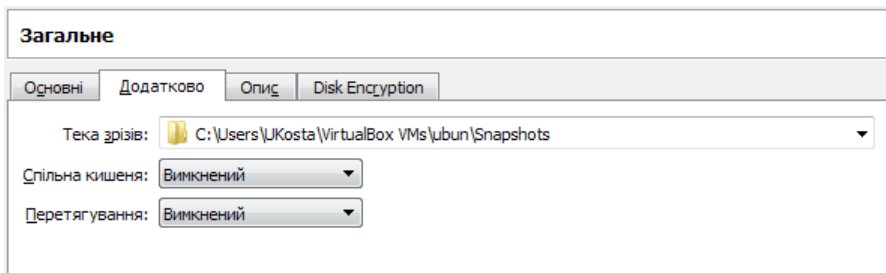 Загальне
Основні Додатково Опис Disk Encryption
Тека зрізів: C:\Users\UKosta\VirtualBox VMs\ubun\Snapshots
Спільна кишеня: Вимкнений
Перетягування: Вимкнений